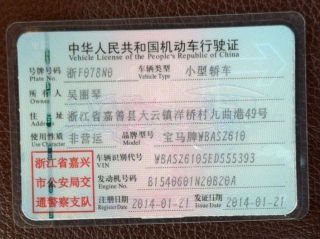 中华人民共和国机动车行驶证
Vehicle License of the People's Republic of China
号牌号码 浙F078N0 车辆类型 小型轿车
Plate No. Vehicle Type
所有人 吴丽琴
Owner
住址 浙江省嘉善县大云镇洋桥村九曲港49号
Address
使用性质 非营运 品牌型号 宝马牌WBASZ610
Use Character Model
浙江省嘉兴
市公安局交
通警察支队
车辆识别代号 WBASZ610SED555393
VIN
发动机号码 B1540601N20B20A
Engine No.
注册日期 2014-01-21 发证日期 2014-01-21
Register Date Issue Date